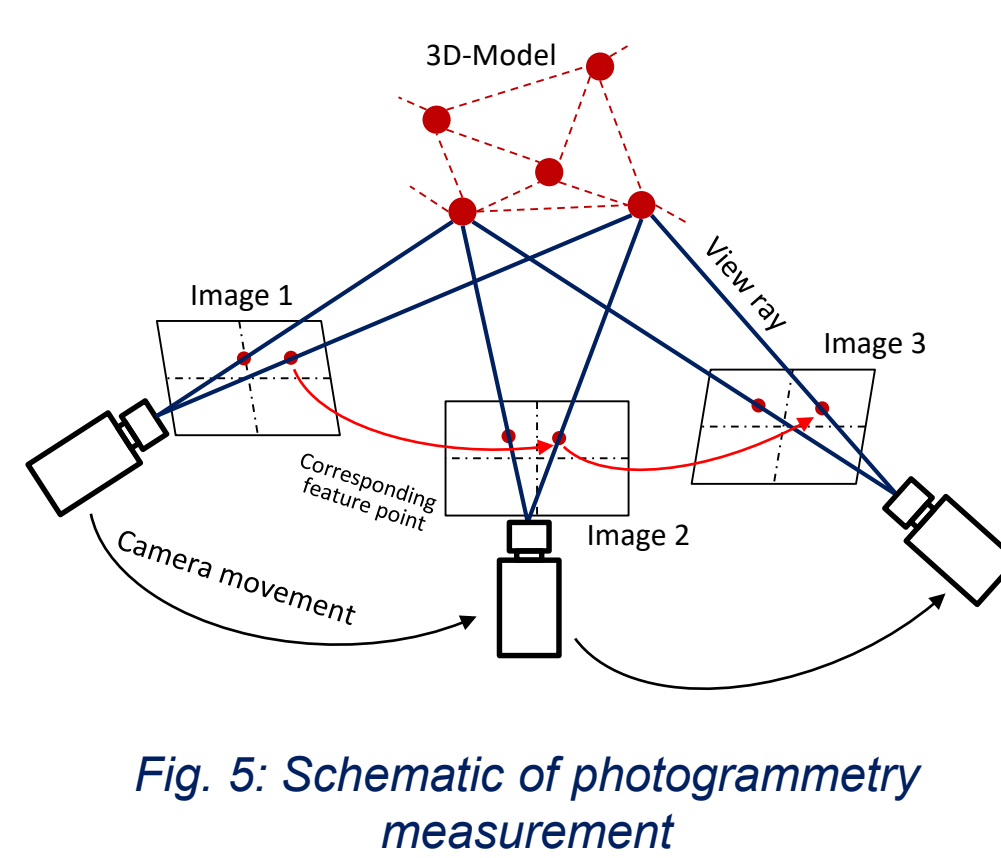 3D-Model
View ray
Image 1
Image 3
Corresponding
feature point
Image 2
Camera movement
Fig. 5: Schematic of photogrammetry
measurement